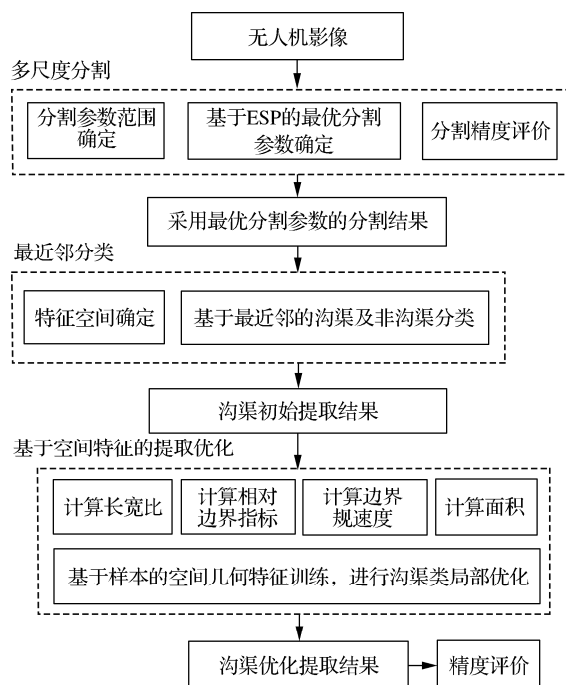 无人机影像
多尺度分割
分割参数范围
确定
基于ESP的最优分割
参数确定
分割精度评价
采用最优分割参数的分割结果
最近邻分类
特征空间确定
基于最近邻的沟渠及非沟渠分类
沟渠初始提取结果
基于空间特征的提取优化
计算长宽比
计算相对
边界指标
计算边界
规速度
计算面积
基于样本的空间几何特征训练，进行沟渠类局部优化
沟渠优化提取结果
精度评价